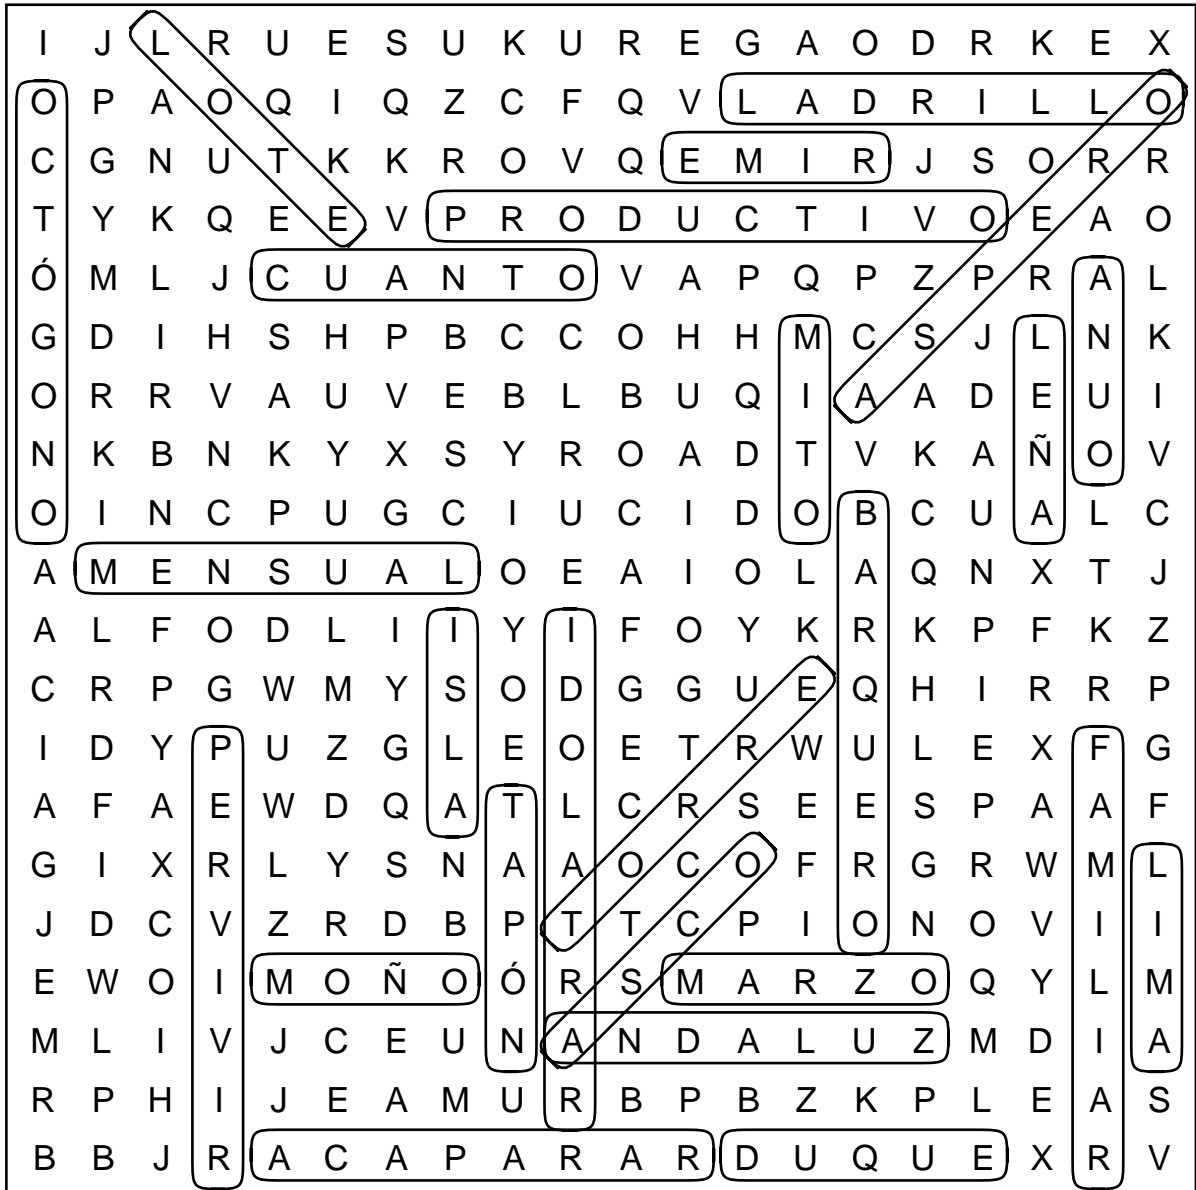 I J L R U E S U K U R E G A O D R K E X
O P A O Q I Q Z C F Q V L A D R I L L O
C G N U T K K R O V Q E M I R J S O R R
T Y K Q E E V P R O D U C T I V O E A O
Ó M L J C U A N T O V A P Q P Z P R A L
G D I H S H P B C C O H H M C S J L N K
O R R V A U V E B L B U Q I A A D E U I
N K B N K Y X S Y R O A D T V K A Ñ O V
O I N C P U G C I U C I D O B C U A L C
A M E N S U A L O E A I O L A Q N X T J
A L F O D L I I Y I F O Y K R K P F K Z
C R P G W M Y S O D G G U E Q H I R R P
I D Y P U Z G L E O E T R W U L E X F G
A F A E W D Q A T L C R S E E S P A A F
G I X R L Y S N A A O C O F R G R W M L
J D C V Z R D B P T T C P I O N O V I I
E W O I M O Ñ O Ó R S M A R Z O Q Y L M
M L I V J C E U N A N D A L U Z M D I A
R P H I J E A M U R B P B Z K P L E A S
B B J R A C A P A R A R D U Q U E X R V